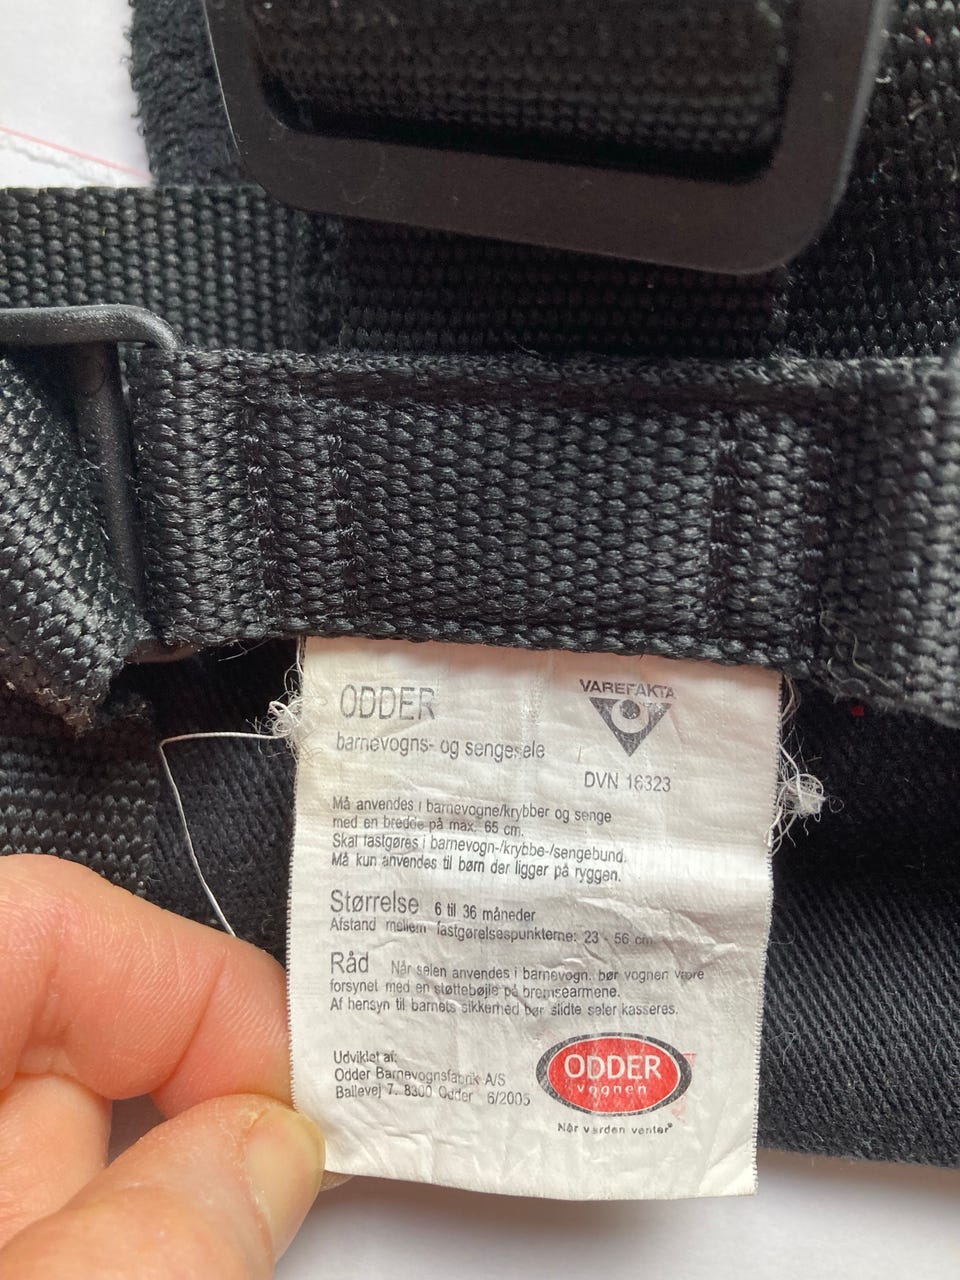 ODDER
barnevogns- og sengesele
VAREFAKTA
DVN 16323
Må anvendes i barnevogne/krybber og senge
med en bredde på max. 65 cm.
Skal fastgøres i barnevogn-/krybbe-/sengebund.
Må kun anvendes til børn der ligger på ryggen.
Størrelse 6 til 36 måneder
Afstand mellem fastgørelsespunkterne: 23 - 56 cm
Råd Når selen anvendes i barnevogn, bør vognen være
forsynet med en støttebøjle på bremsearmene.
Af hensyn til barnets sikkerhed bør slidte seler kasseres.
Udviklet af:
Odder Barnevognsfabrik A/S
Ballevej 7, 8300 Odder 6/2005
ODDER
vognen
Når verden venter®